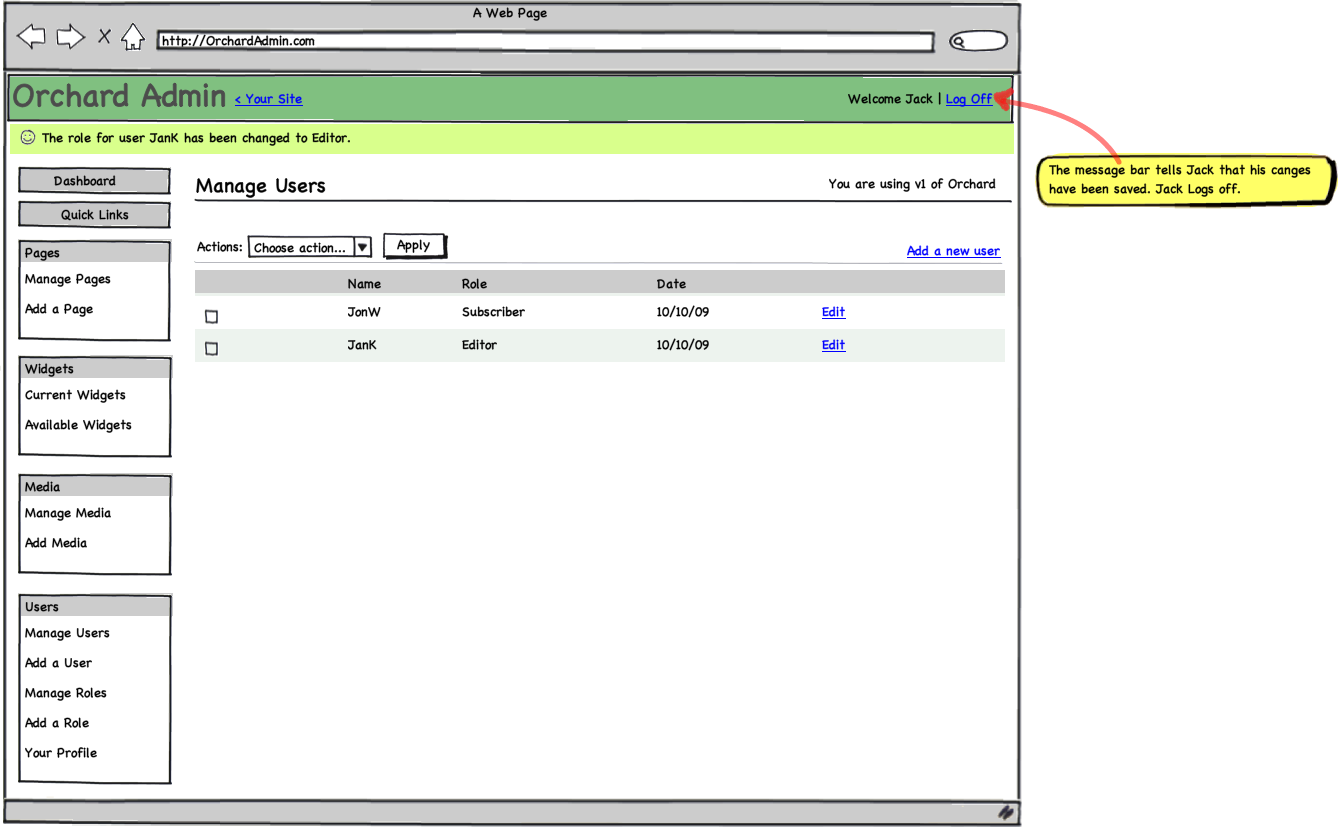 A Web Page
http://OrchardAdmin.com
Orchard Admin < Your Site Welcome Jack | Log Off
The role for user JanK has been changed to Editor.
The message bar tells Jack that his canges
have been saved. Jack Logs off.
Dashboard
Quick Links
Pages
Manage Pages
Add a Page
Widgets
Current Widgets
Available Widgets
Media
Manage Media
Add Media
Users
Manage Users
Add a User
Manage Roles
Add a Role
Your Profile
Manage Users You are using v1 of Orchard
Actions: Choose action... Apply Add a new user
Name Role Date
JonW Subscriber 10/10/09 Edit
JanK Editor 10/10/09 Edit